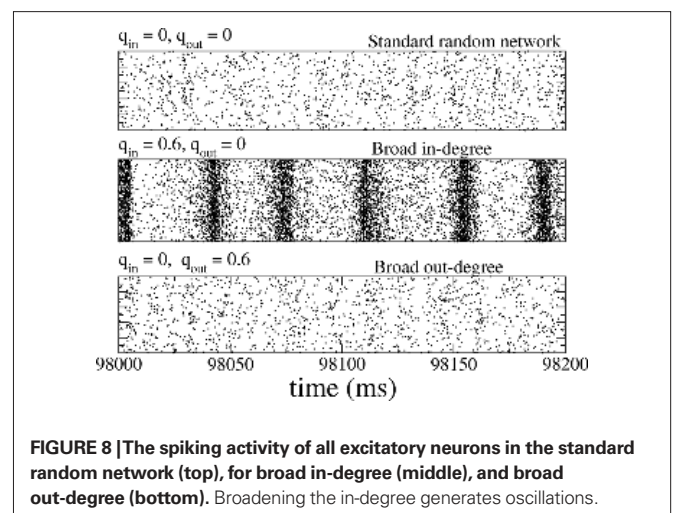 q_in = 0, q_out = 0
Standard random network
q_in = 0.6, q_out = 0
Broad in-degree
q_in = 0, q_out = 0.6
Broad out-degree
98000 98050 98100 98150 98200
time (ms)
FIGURE 8 | The spiking activity of all excitatory neurons in the standard
random network (top), for broad in-degree (middle), and broad
out-degree (bottom). Broadening the in-degree generates oscillations.